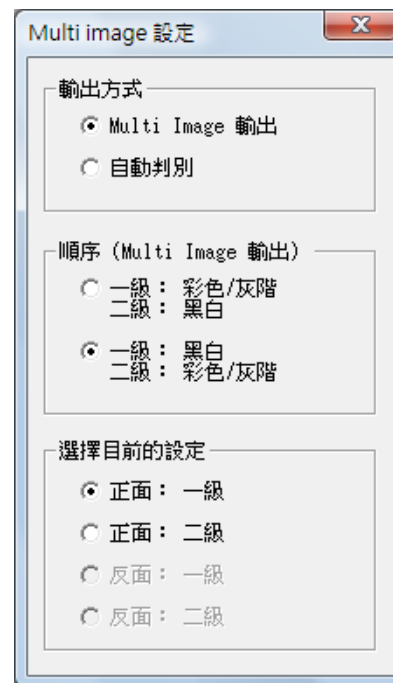 Multi image 設定
輸出方式
Multi Image 輸出
自動判別
順序 (Multi Image 輸出)
一級： 彩色/灰階
二級： 黑白
一級： 黑白
二級： 彩色/灰階
選擇目前的設定
正面： 一級
正面： 二級
反面： 一級
反面： 二級